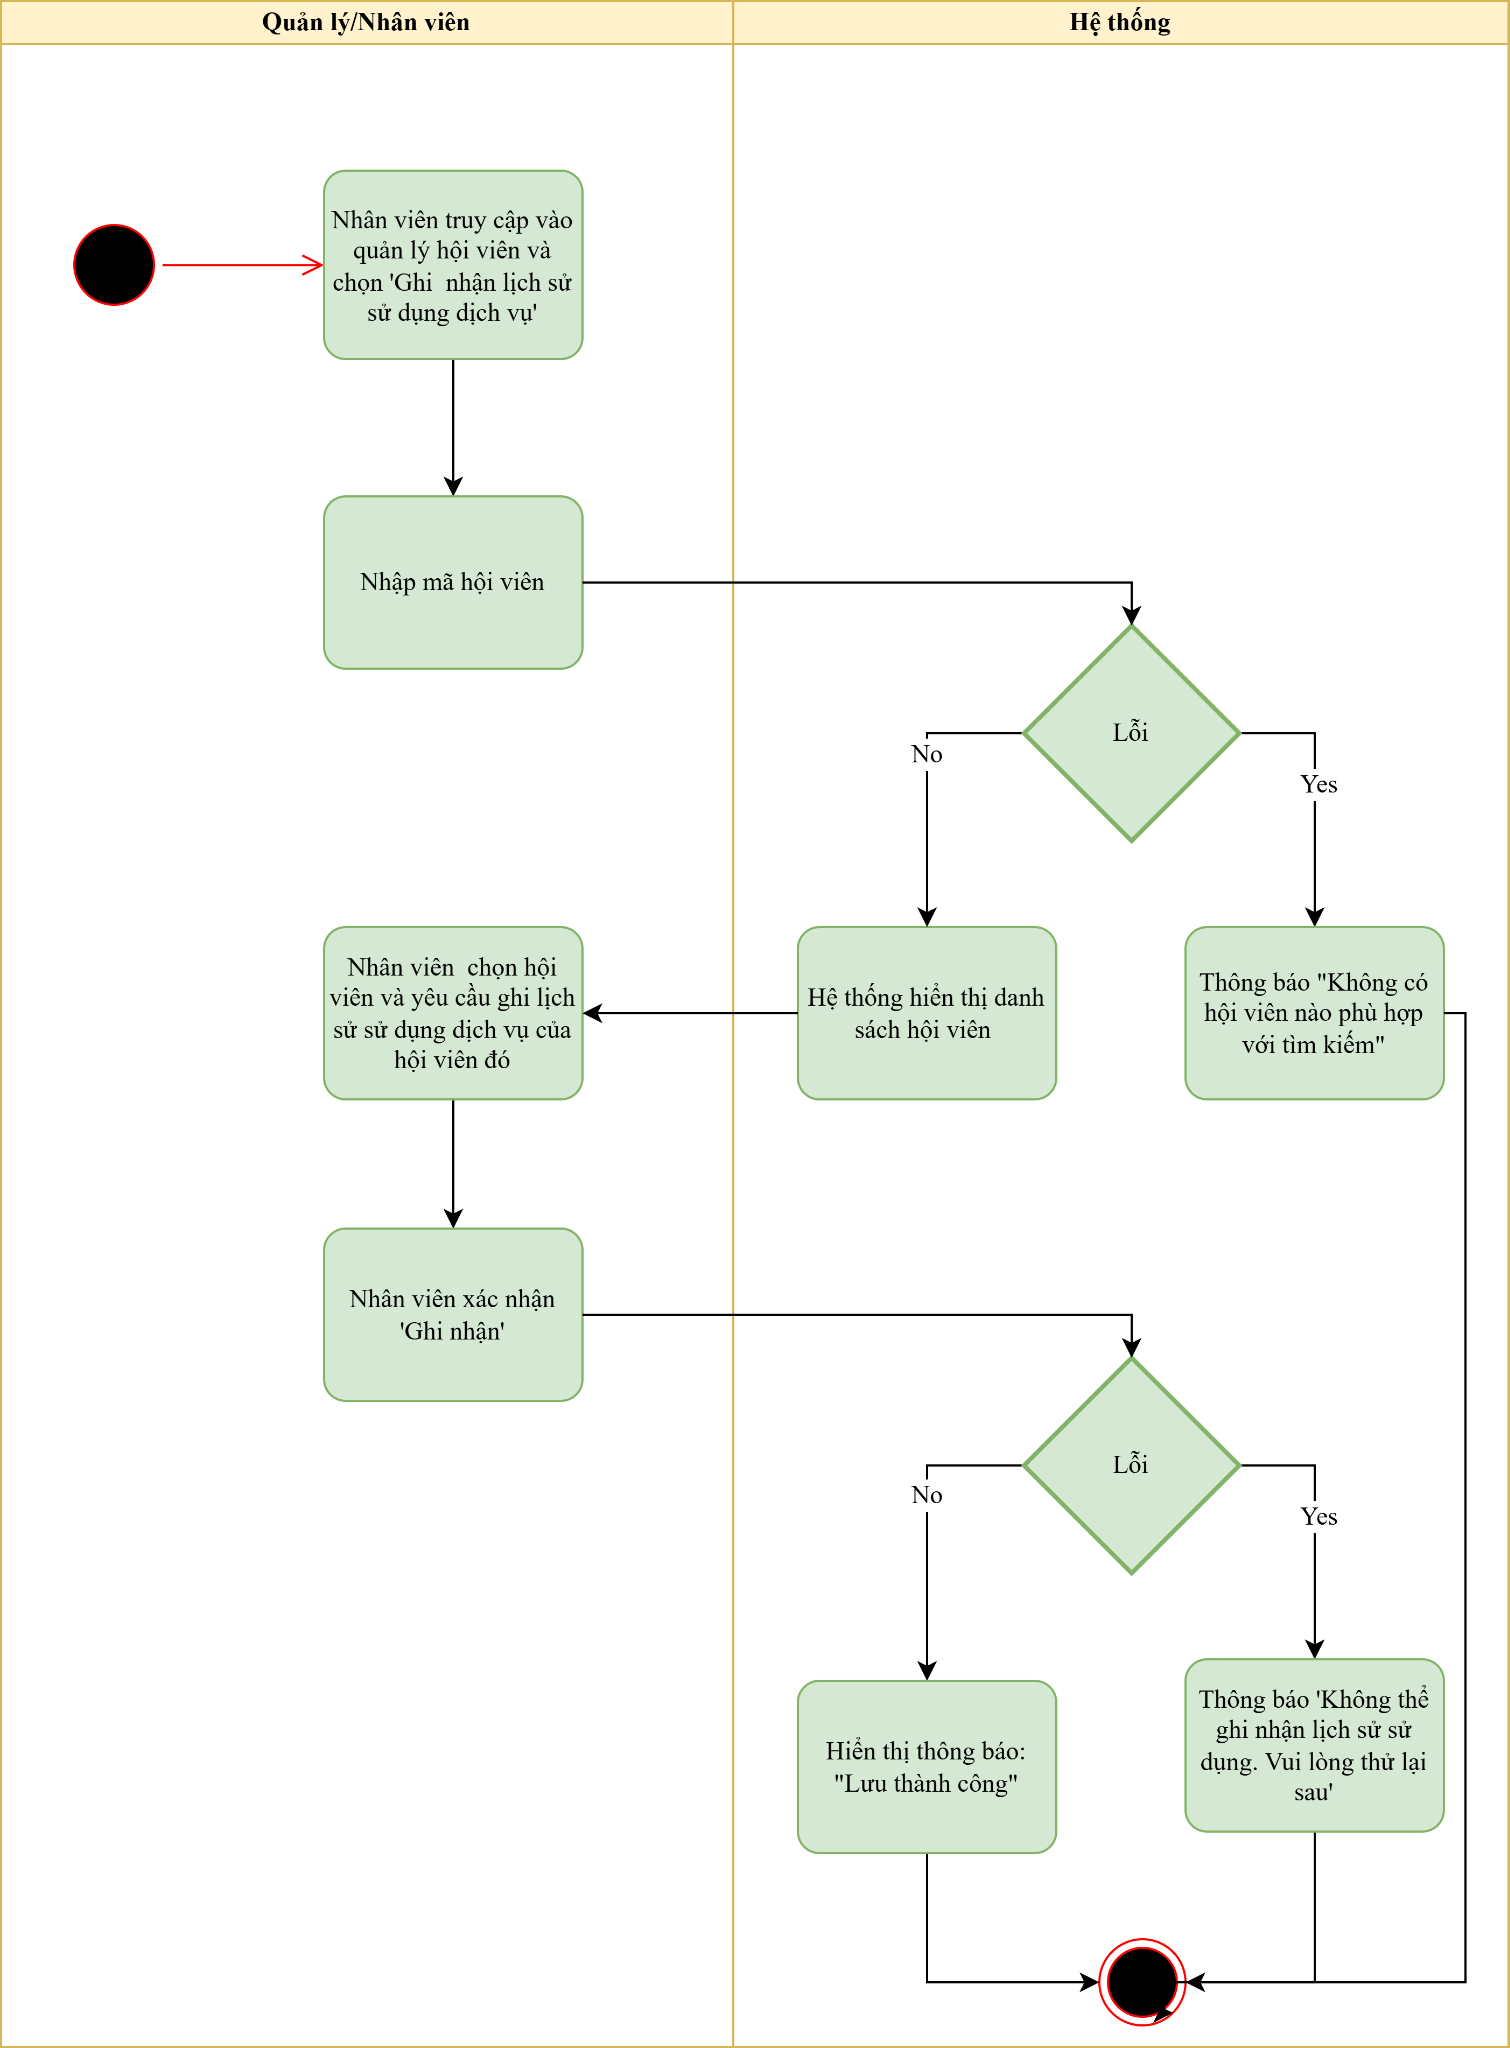 Quản lý/Nhân viên
Hệ thống
Nhân viên truy cập vào
quản lý hội viên và
chọn 'Ghi  nhận lịch sử
sử dụng dịch vụ'
Nhập mã hội viên
Lỗi
No
Yes
Nhân viên  chọn hội
viên và yêu cầu ghi lịch
sử sử dụng dịch vụ của
hội viên đó
Hệ thống hiển thị danh
sách hội viên
Thông báo "Không có
hội viên nào phù hợp
với tìm kiếm"
Nhân viên xác nhận
'Ghi nhận'
Lỗi
No
Yes
Hiển thị thông báo:
"Lưu thành công"
Thông báo 'Không thể
ghi nhận lịch sử sử
dụng. Vui lòng thử lại
sau'